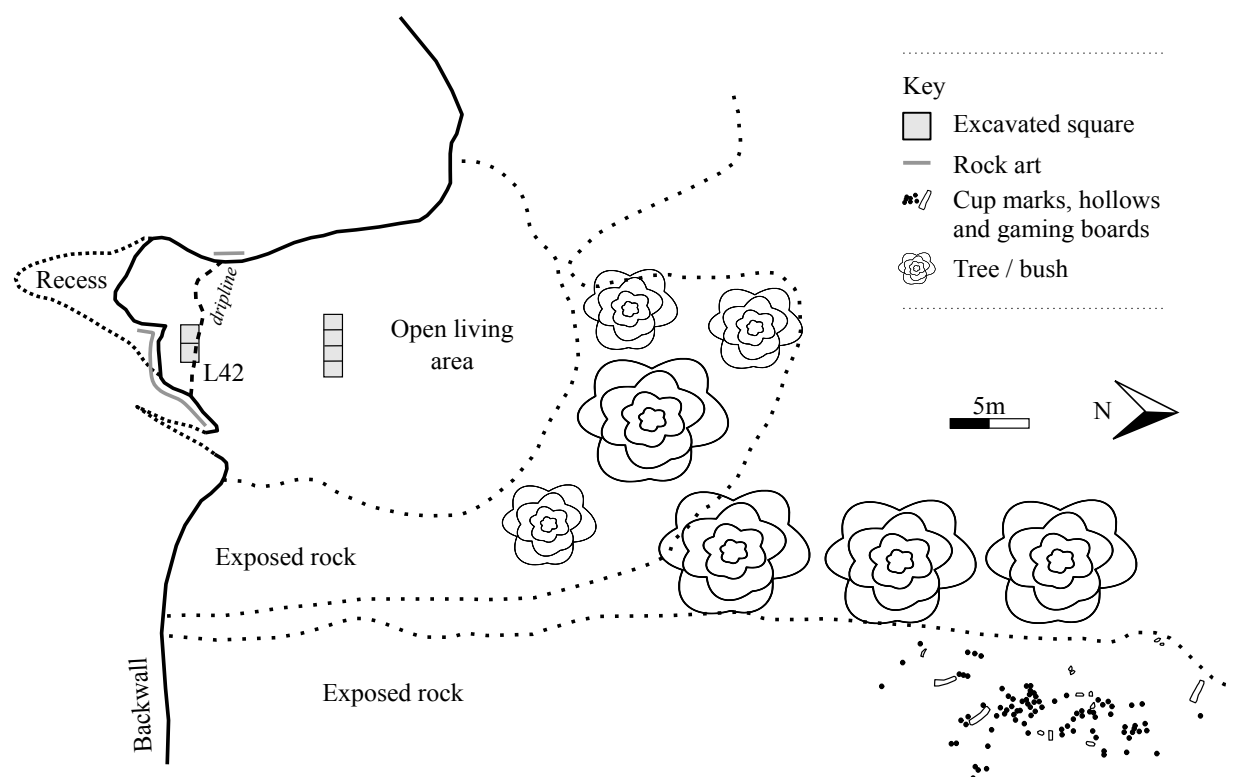 Key
Excavated square
Rock art
Cup marks, hollows
and gaming boards
Tree / bush
Recess
dripline
Open living
area
L42
5m
N
Exposed rock
Exposed rock
Backwall